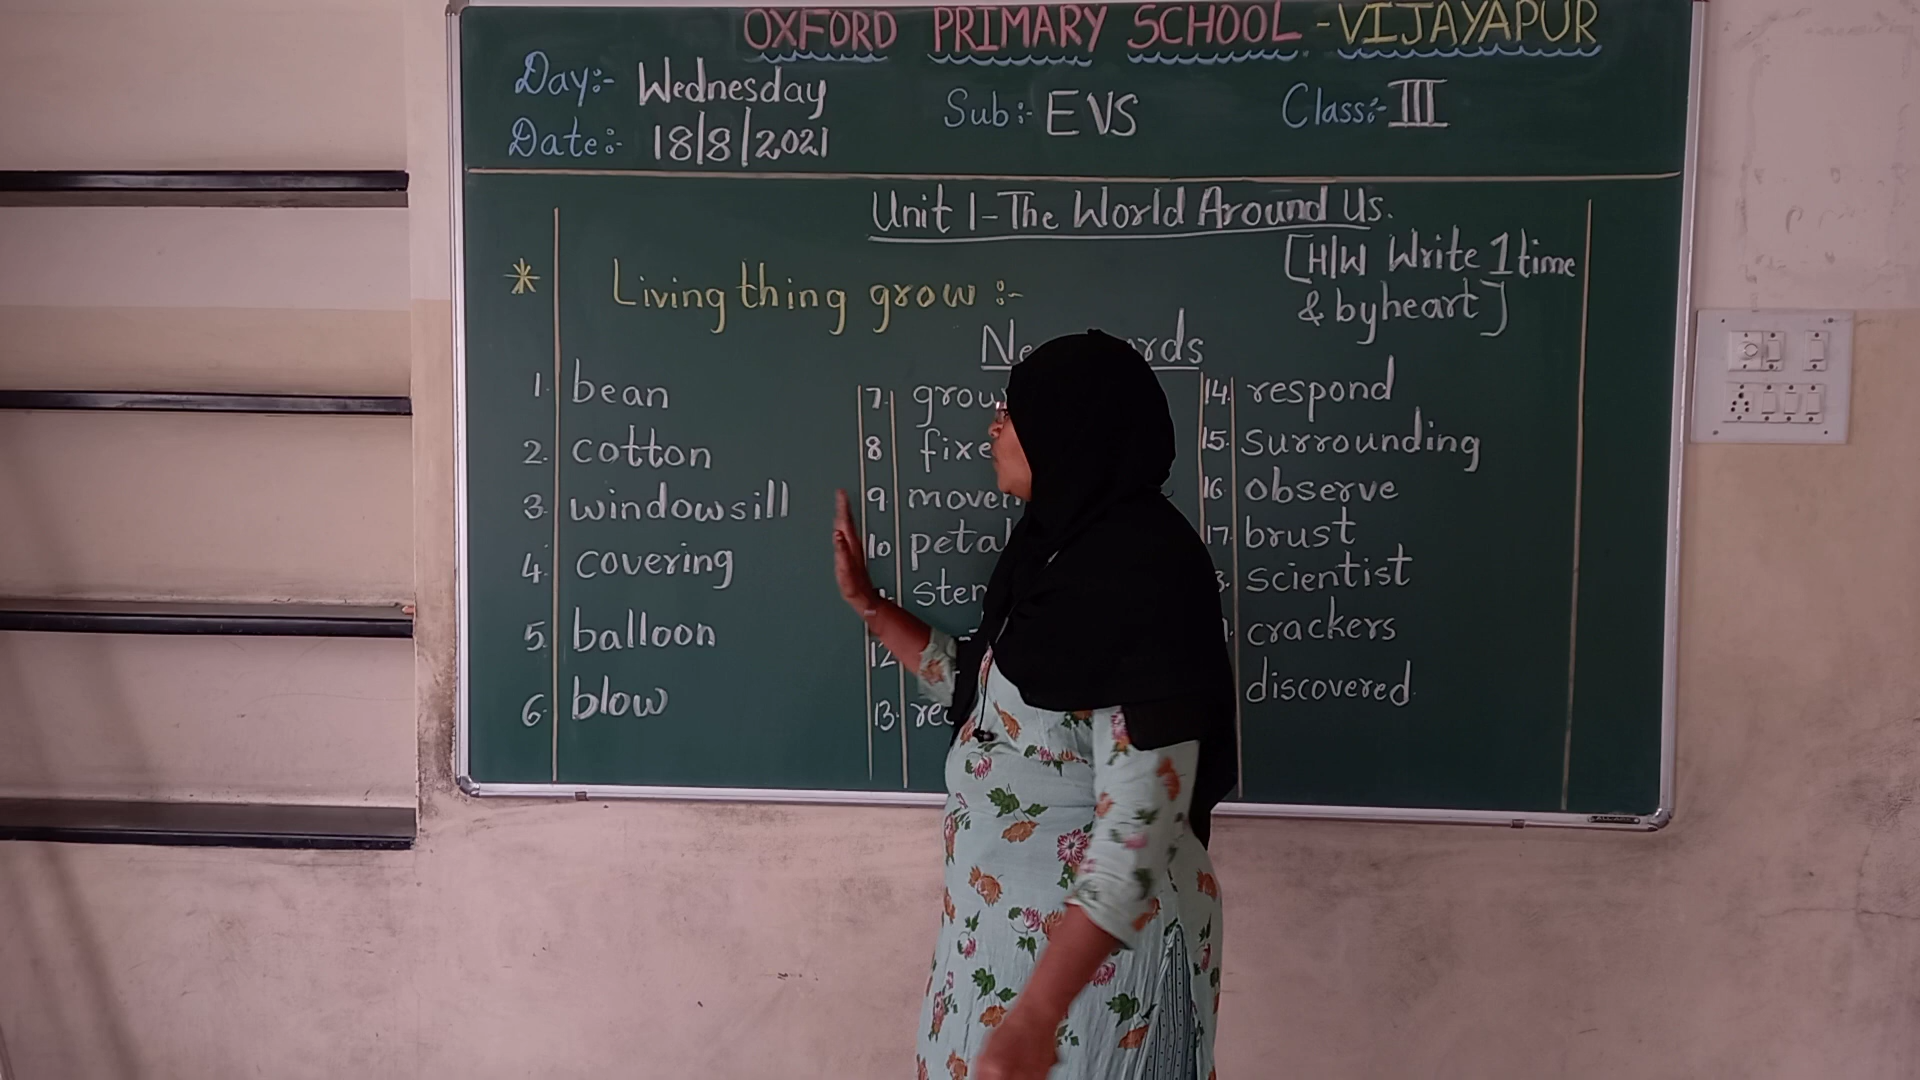 OXFORD PRIMARY SCHOOL - VIJAYAPUR
Day:- Wednesday
Date:- 18/8/2021
Sub:- EVS
Class:- III
Unit 1-The World Around Us.
[H/W Write 1 time
& byheart]
* Living thing grow :-
1. bean
2. cotton
3. windowsill
4. covering
5. balloon
6. blow
7.
8
9.
10
12
13.
14. respond
15. surrounding
16. observe
17. brust
scientist
crackers
discovered